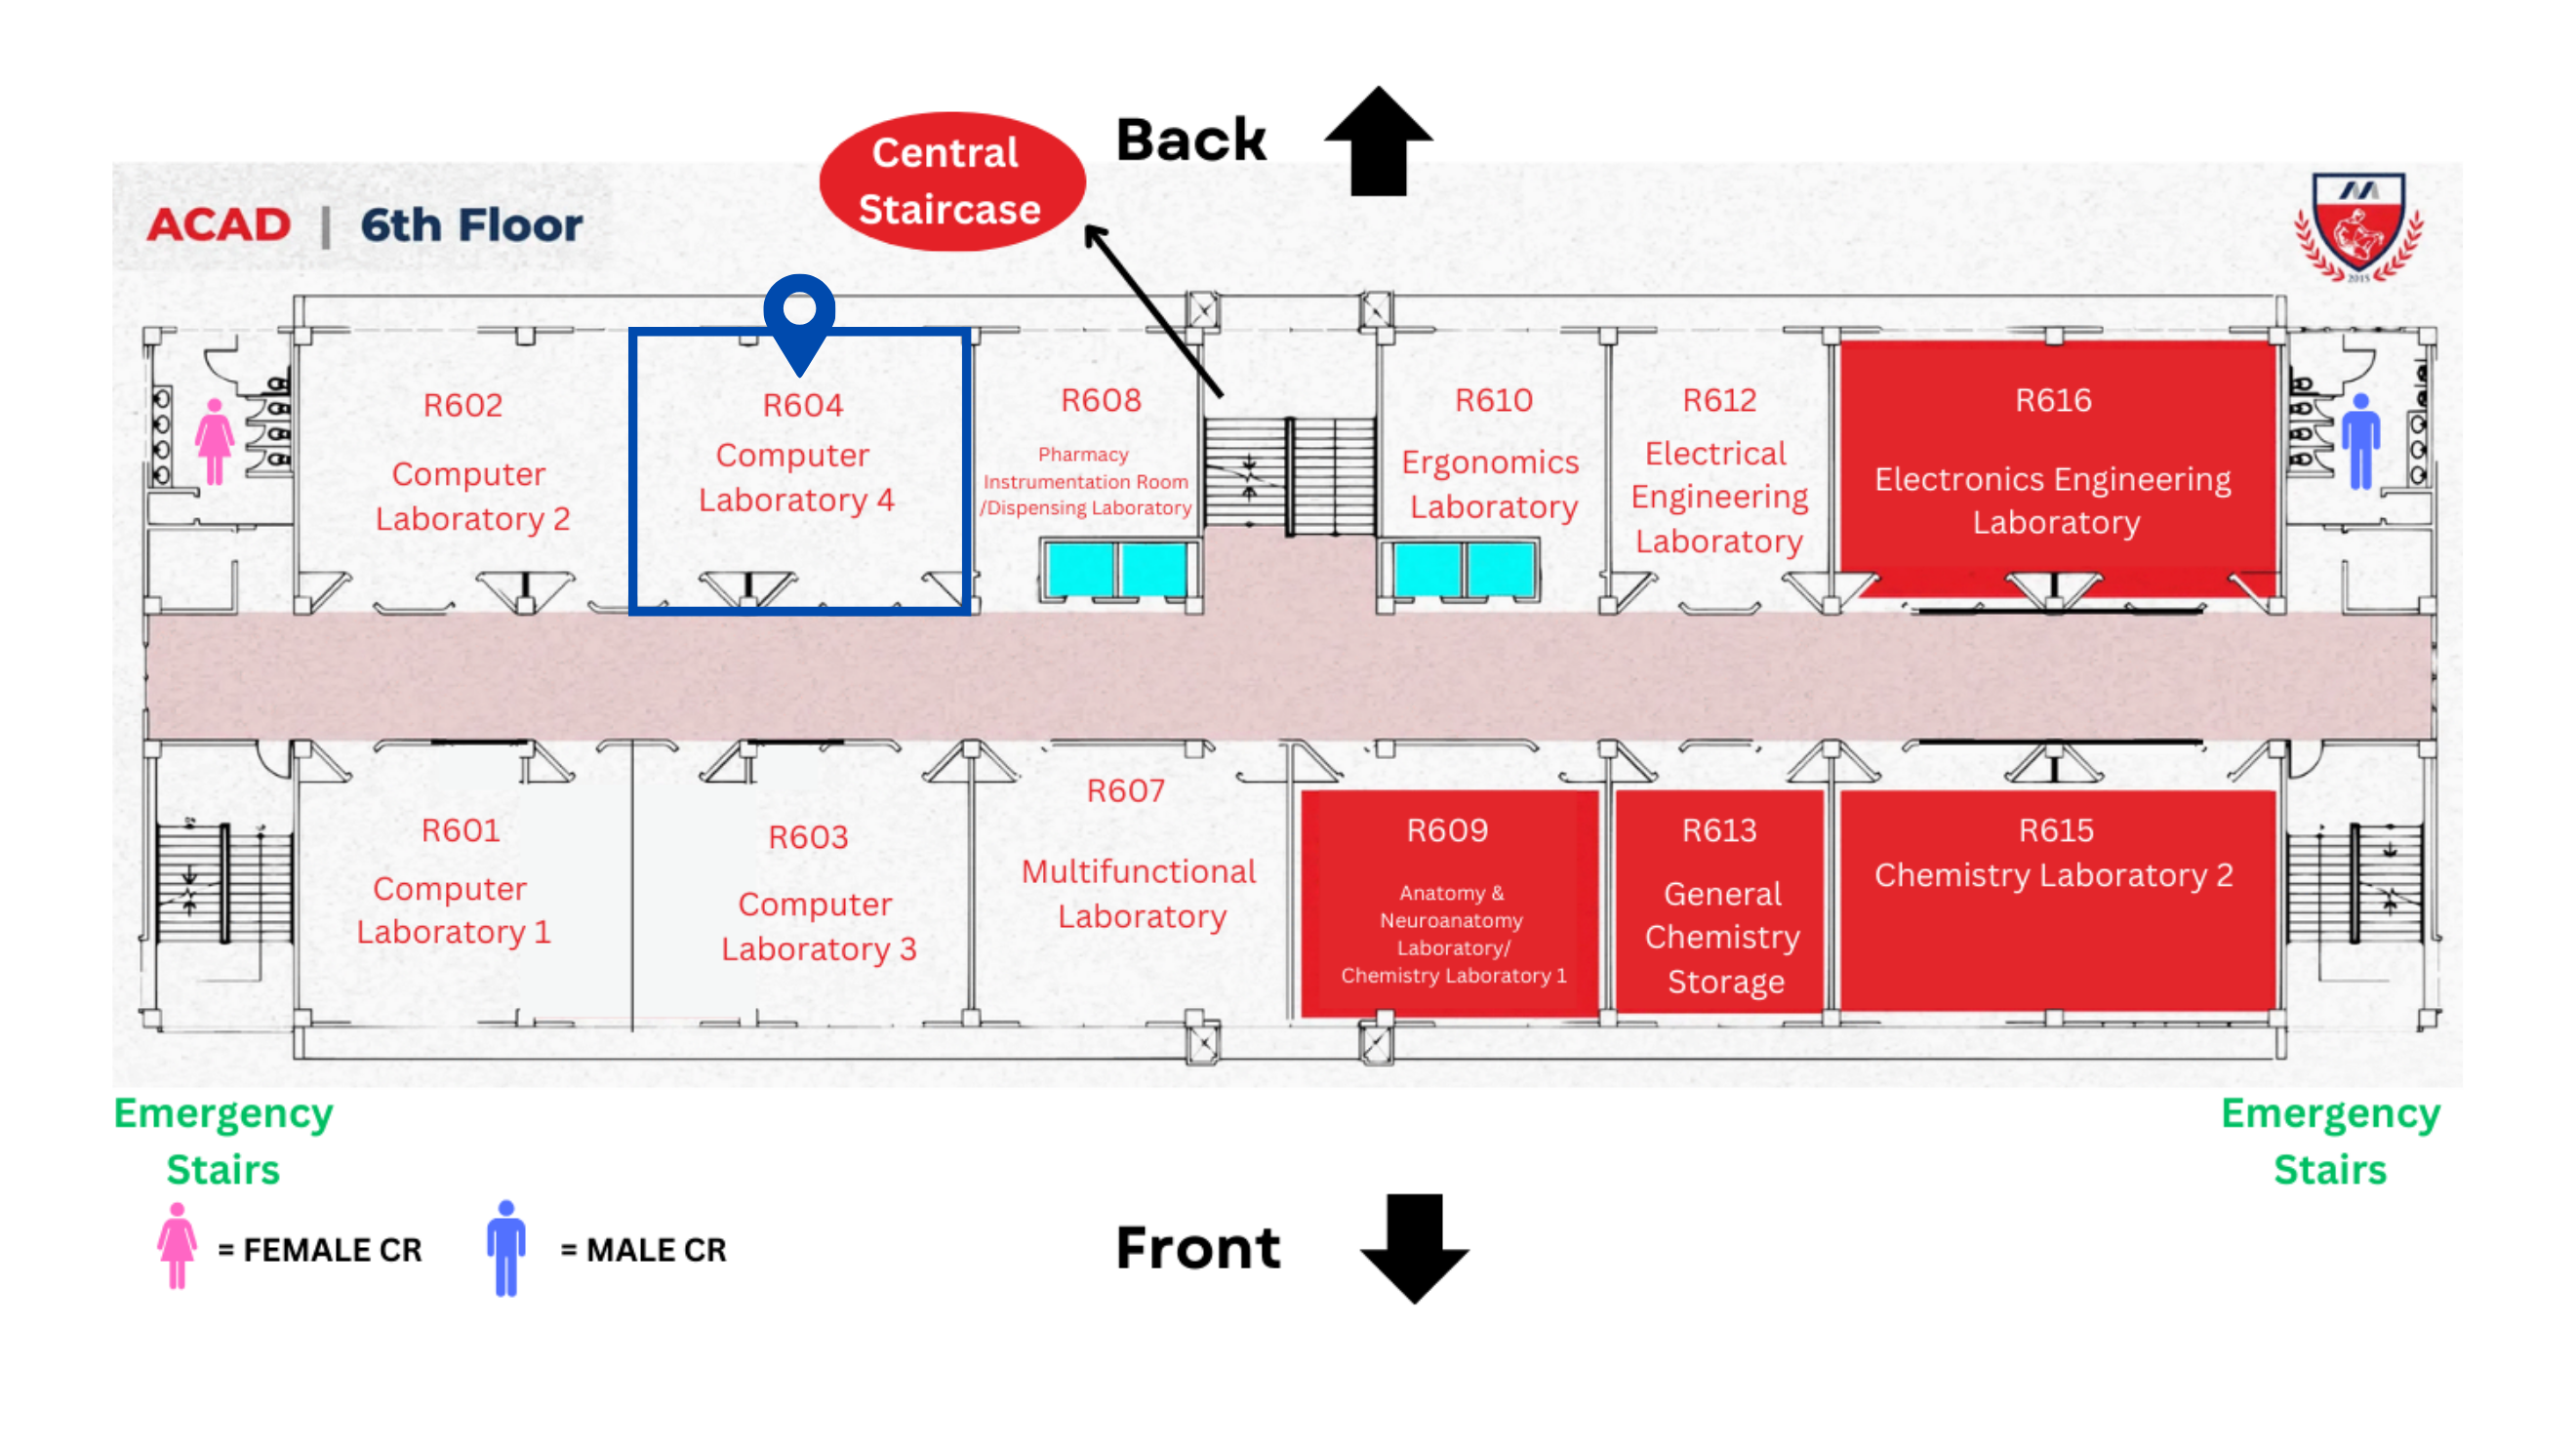 Back
Central
Staircase
ACAD | 6th Floor
2015
R602
Computer
Laboratory 2
R604
Computer
Laboratory 4
R608
Pharmacy
Instrumentation Room
/Dispensing Laboratory
R610
Ergonomics
Laboratory
R612
Electrical
Engineering
Laboratory
R616
Electronics Engineering
Laboratory
R601
Computer
Laboratory 1
R603
Computer
Laboratory 3
R607
Multifunctional
Laboratory
R609
Anatomy &
Neuroanatomy
Laboratory/
Chemistry Laboratory 1
R613
General
Chemistry
Storage
R615
Chemistry Laboratory 2
Emergency
Stairs
Emergency
Stairs
= FEMALE CR
= MALE CR
Front